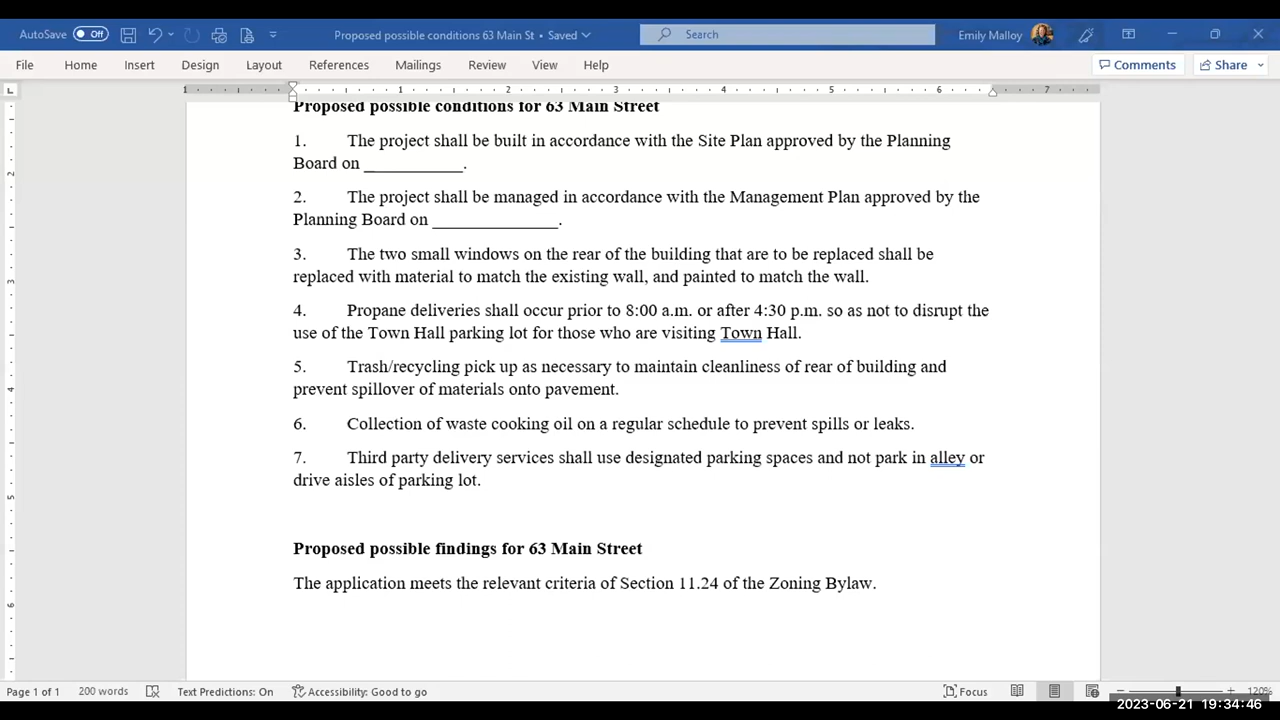 AutoSave Off Proposed possible conditions 63 Main St • Saved Search Emily Malloy
File Home Insert Design Layout References Mailings Review View Help Comments Share
1 1 2 3 4 5 6 7
Proposed possible conditions for 63 Main Street
1. The project shall be built in accordance with the Site Plan approved by the Planning
Board on ___________.
2. The project shall be managed in accordance with the Management Plan approved by the
Planning Board on ______________.
3. The two small windows on the rear of the building that are to be replaced shall be
replaced with material to match the existing wall, and painted to match the wall.
4. Propane deliveries shall occur prior to 8:00 a.m. or after 4:30 p.m. so as not to disrupt the
use of the Town Hall parking lot for those who are visiting Town Hall.
5. Trash/recycling pick up as necessary to maintain cleanliness of rear of building and
prevent spillover of materials onto pavement.
6. Collection of waste cooking oil on a regular schedule to prevent spills or leaks.
7. Third party delivery services shall use designated parking spaces and not park in alley or
drive aisles of parking lot.
Proposed possible findings for 63 Main Street
The application meets the relevant criteria of Section 11.24 of the Zoning Bylaw.
Page 1 of 1 200 words Text Predictions: On Accessibility: Good to go Focus 120%
2023-06-21 19:34:46